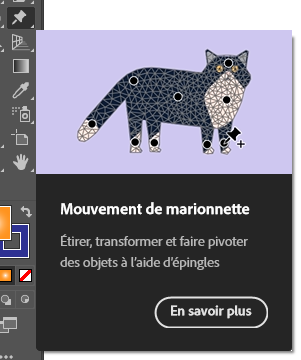 Mouvement de marionnette
Étirer, transformer et faire pivoter
des objets à l’aide d’épingles
En savoir plus